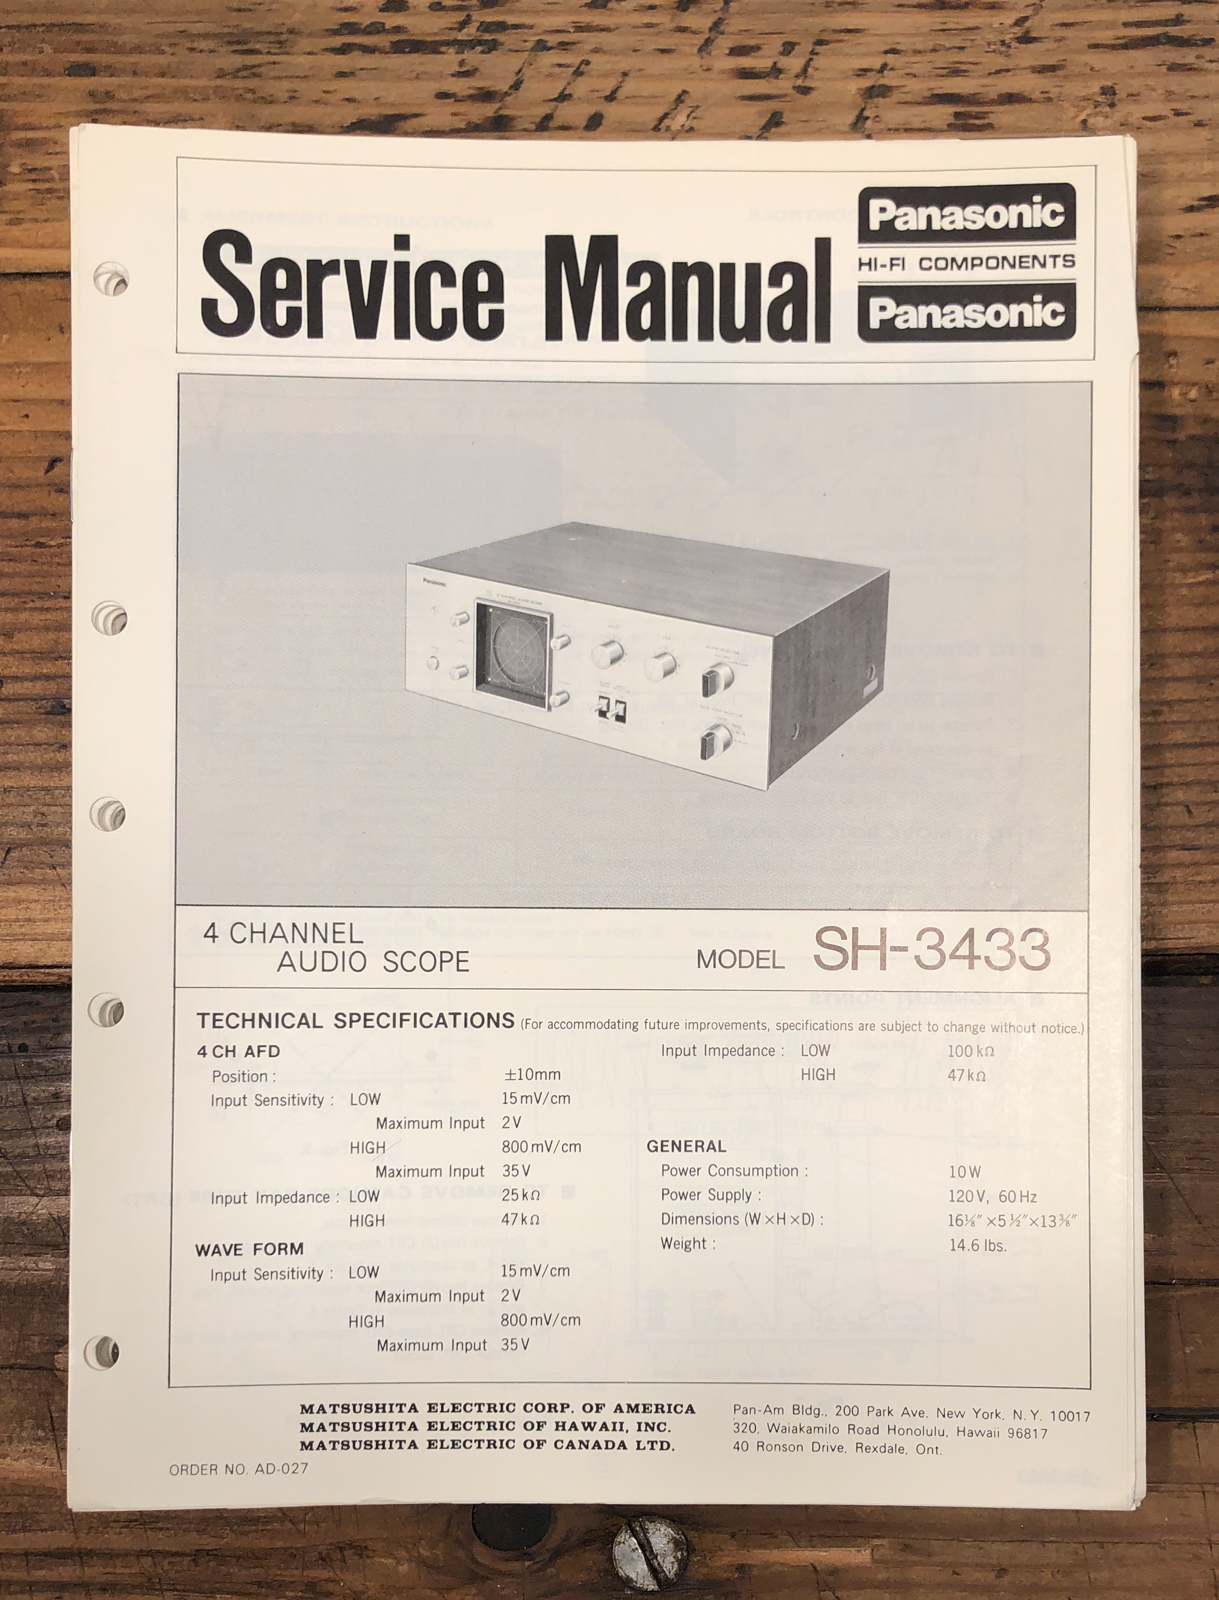 Service Manual
Panasonic
HI-FI COMPONENTS
Panasonic
Panasonic
4 CHANNEL
AUDIO SCOPE
MODEL SH-3433
TECHNICAL SPECIFICATIONS (For accommodating future improvements, specifications are subject to change without notice.)
4 CH AFD
Position : ±10mm
Input Sensitivity : LOW 15mV/cm
Maximum Input 2V
HIGH 800mV/cm
Maximum Input 35V
Input Impedance : LOW 25kΩ
HIGH 47kΩ
WAVE FORM
Input Sensitivity : LOW 15mV/cm
Maximum Input 2V
HIGH 800mV/cm
Maximum Input 35V
Input Impedance : LOW 100kΩ
HIGH 47kΩ
GENERAL
Power Consumption : 10W
Power Supply : 120V, 60Hz
Dimensions (W×H×D) : 16⅛″×5½″×13⅜″
Weight : 14.6 lbs.
MATSUSHITA ELECTRIC CORP. OF AMERICA Pan-Am Bldg., 200 Park Ave. New York, N.Y. 10017
MATSUSHITA ELECTRIC OF HAWAII, INC. 320, Waiakamilo Road Honolulu, Hawaii 96817
MATSUSHITA ELECTRIC OF CANADA LTD. 40 Ronson Drive, Rexdale, Ont.
ORDER NO. AD-027